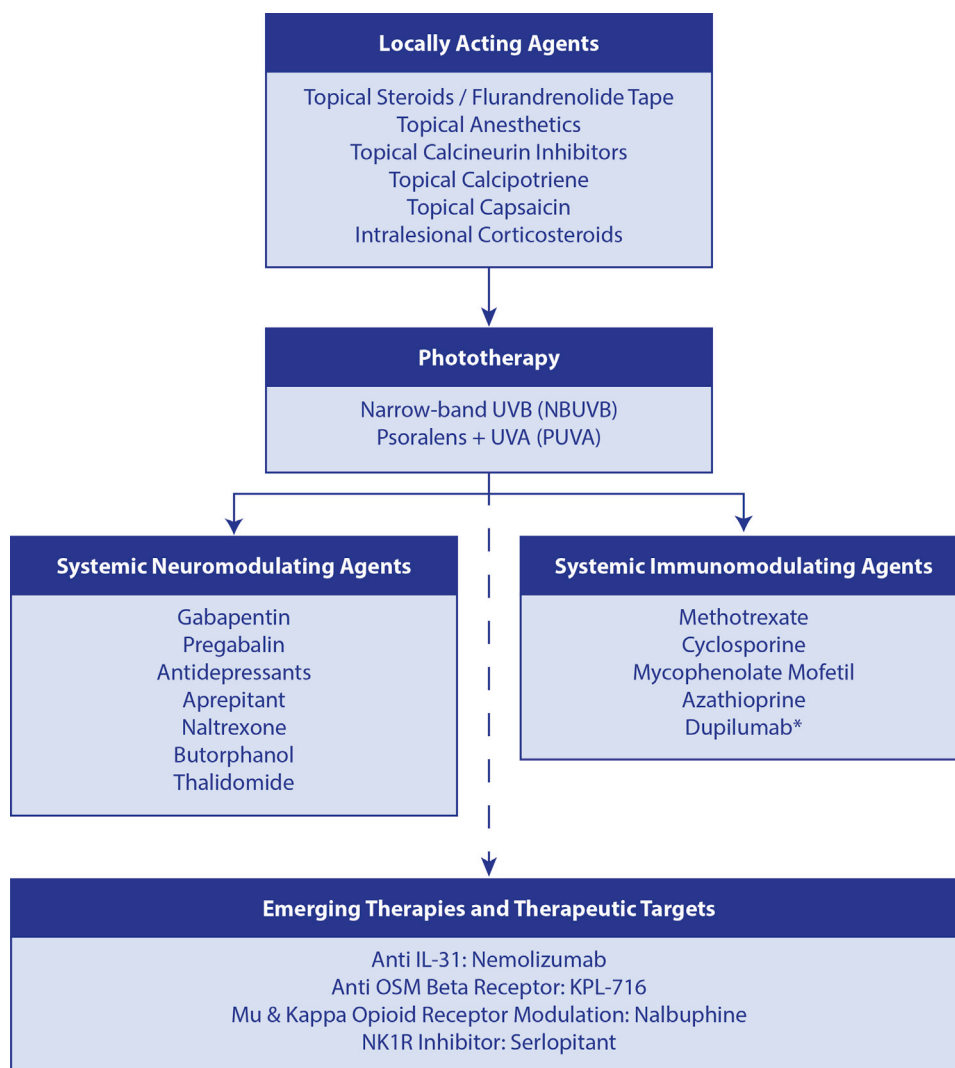 Locally Acting Agents
Topical Steroids / Flurandrenolide Tape
Topical Anesthetics
Topical Calcineurin Inhibitors
Topical Calcipotriene
Topical Capsaicin
Intralesional Corticosteroids
Phototherapy
Narrow-band UVB (NBUVB)
Psoralens + UVA (PUVA)
Systemic Neuromodulating Agents
Gabapentin
Pregabalin
Antidepressants
Aprepitant
Naltrexone
Butorphanol
Thalidomide
Systemic Immunomodulating Agents
Methotrexate
Cyclosporine
Mycophenolate Mofetil
Azathioprine
Dupilumab*
Emerging Therapies and Therapeutic Targets
Anti IL-31: Nemolizumab
Anti OSM Beta Receptor: KPL-716
Mu & Kappa Opioid Receptor Modulation: Nalbuphine
NK1R Inhibitor: Serlopitant